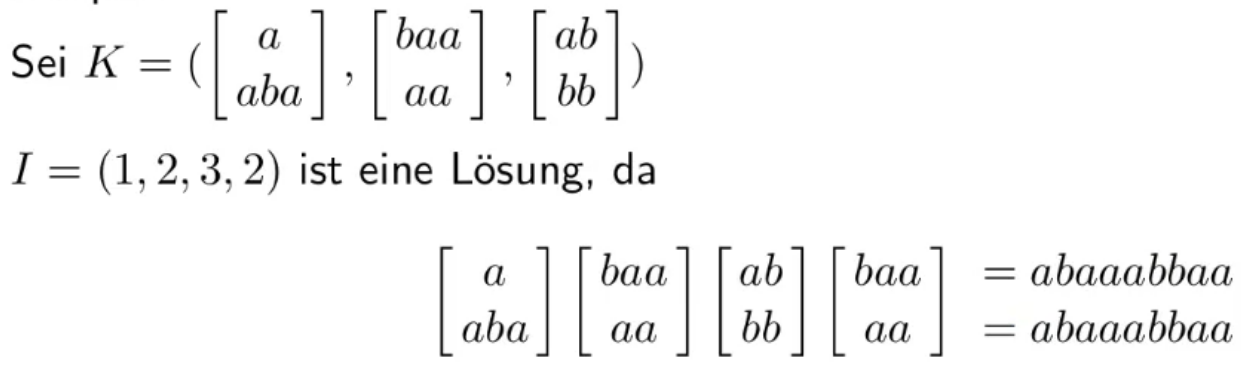 Sei K = ([a / aba], [baa / aa], [ab / bb])
I = (1, 2, 3, 2) ist eine Lösung, da
[a / aba] [baa / aa] [ab / bb] [baa / aa] = abaaabbaa
= abaaabbaa